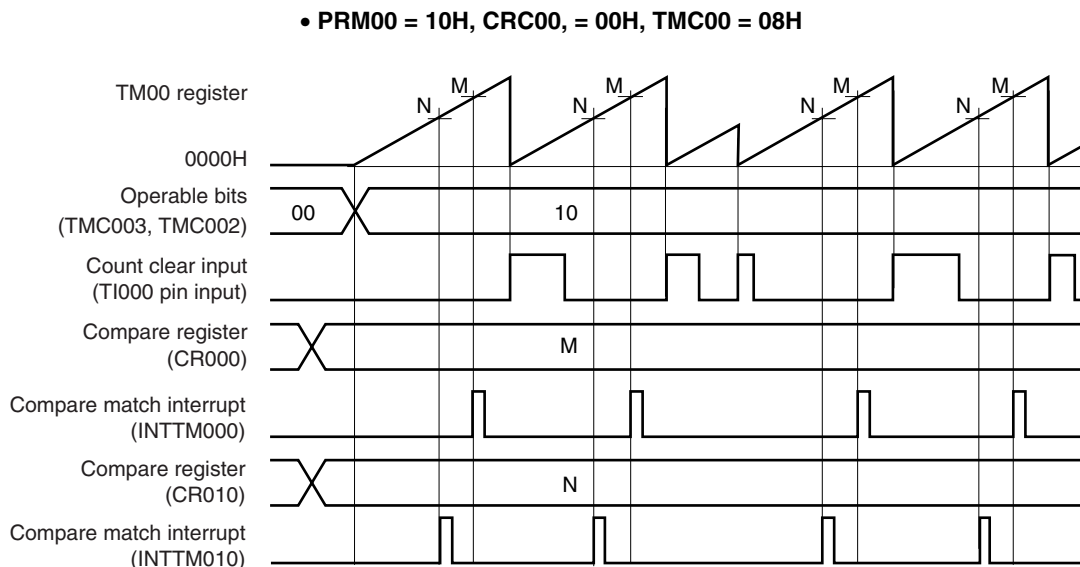 • PRM00 = 10H, CRC00, = 00H, TMC00 = 08H
TM00 register
N M N M N M N M
0000H
Operable bits
(TMC003, TMC002)
00 10
Count clear input
(TI000 pin input)
Compare register
(CR000)
M
Compare match interrupt
(INTTM000)
Compare register
(CR010)
N
Compare match interrupt
(INTTM010)